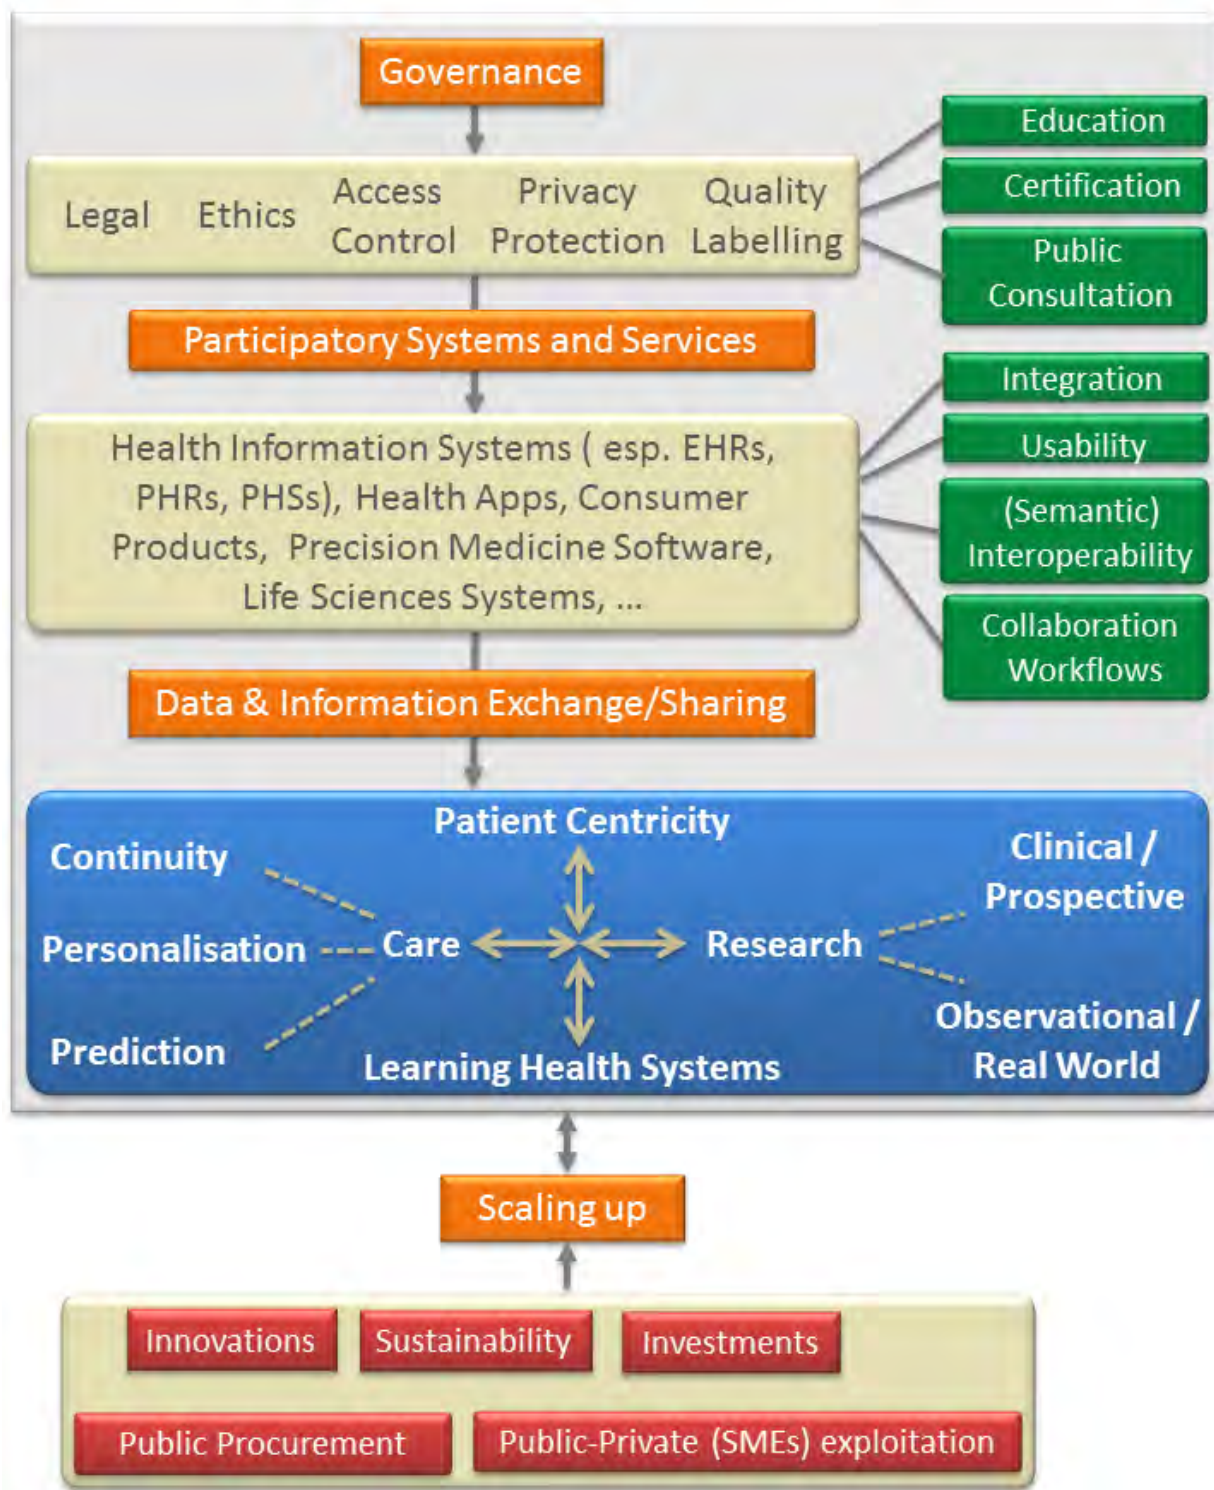 Governance
Legal
Ethics
Access
Control
Privacy
Protection
Quality
Labelling
Education
Certification
Public
Consultation
Participatory Systems and Services
Health Information Systems ( esp. EHRs,
PHRs, PHSs), Health Apps, Consumer
Products, Precision Medicine Software,
Life Sciences Systems, ...
Integration
Usability
(Semantic)
Interoperability
Collaboration
Workflows
Data & Information Exchange/Sharing
Patient Centricity
Continuity
Personalisation
Prediction
Care
Research
Clinical /
Prospective
Observational /
Real World
Learning Health Systems
Scaling up
Innovations
Sustainability
Investments
Public Procurement
Public-Private (SMEs) exploitation